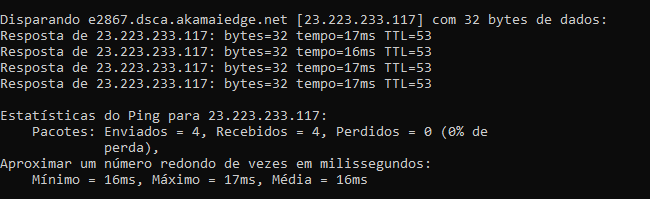 Disparando e2867.dsca.akamaiedge.net [23.223.233.117] com 32 bytes de dados:
Resposta de 23.223.233.117: bytes=32 tempo=17ms TTL=53
Resposta de 23.223.233.117: bytes=32 tempo=16ms TTL=53
Resposta de 23.223.233.117: bytes=32 tempo=17ms TTL=53
Resposta de 23.223.233.117: bytes=32 tempo=17ms TTL=53
Estatísticas do Ping para 23.223.233.117:
Pacotes: Enviados = 4, Recebidos = 4, Perdidos = 0 (0% de
perda),
Aproximar um número redondo de vezes em milissegundos:
Mínimo = 16ms, Máximo = 17ms, Média = 16ms